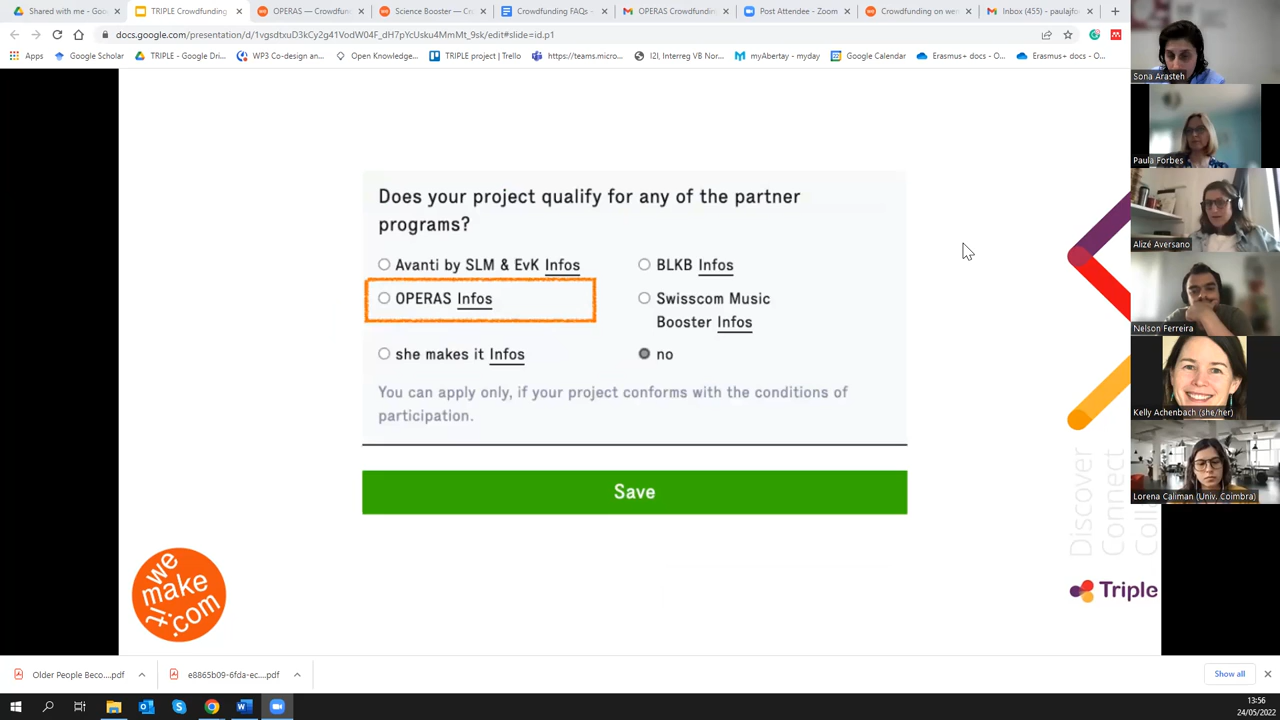 Shared with me - Goo
TRIPLE Crowdfunding
OPERAS — Crowdfundi
Science Booster — Cro
Crowdfunding FAQs -
OPERAS Crowdfunding
Post Attendee - Zoom
Crowdfunding on wem
Inbox (455) - paulajfo
docs.google.com/presentation/d/1vgsdtxuD3kCy2g41VodW04F_dH7pYcUsku4MmMt_9sk/edit#slide=id.p1
Apps
Google Scholar
TRIPLE - Google Dri...
WP3 Co-design an...
Open Knowledge...
TRIPLE project | Trello
https://teams.micro...
I2I, Interreg VB Nor...
myAbertay - myday
Google Calendar
Erasmus+ docs - O...
Erasmus+ docs - O...
Sona Arasteh
Paula Forbes
Alizé Aversano
Nelson Ferreira
Kelly Achenbach (she/her)
Lorena Caliman (Univ. Coimbra)
Does your project qualify for any of the partner
programs?
Avanti by SLM & EvK Infos
BLKB Infos
OPERAS Infos
Swisscom Music
Booster Infos
she makes it Infos
no
You can apply only, if your project conforms with the conditions of
participation.
Save
we
make
it
.com
Discover
Connect
Triple
Older People Beco....pdf
e8865b09-6fda-ec....pdf
Show all
13:56
24/05/2022